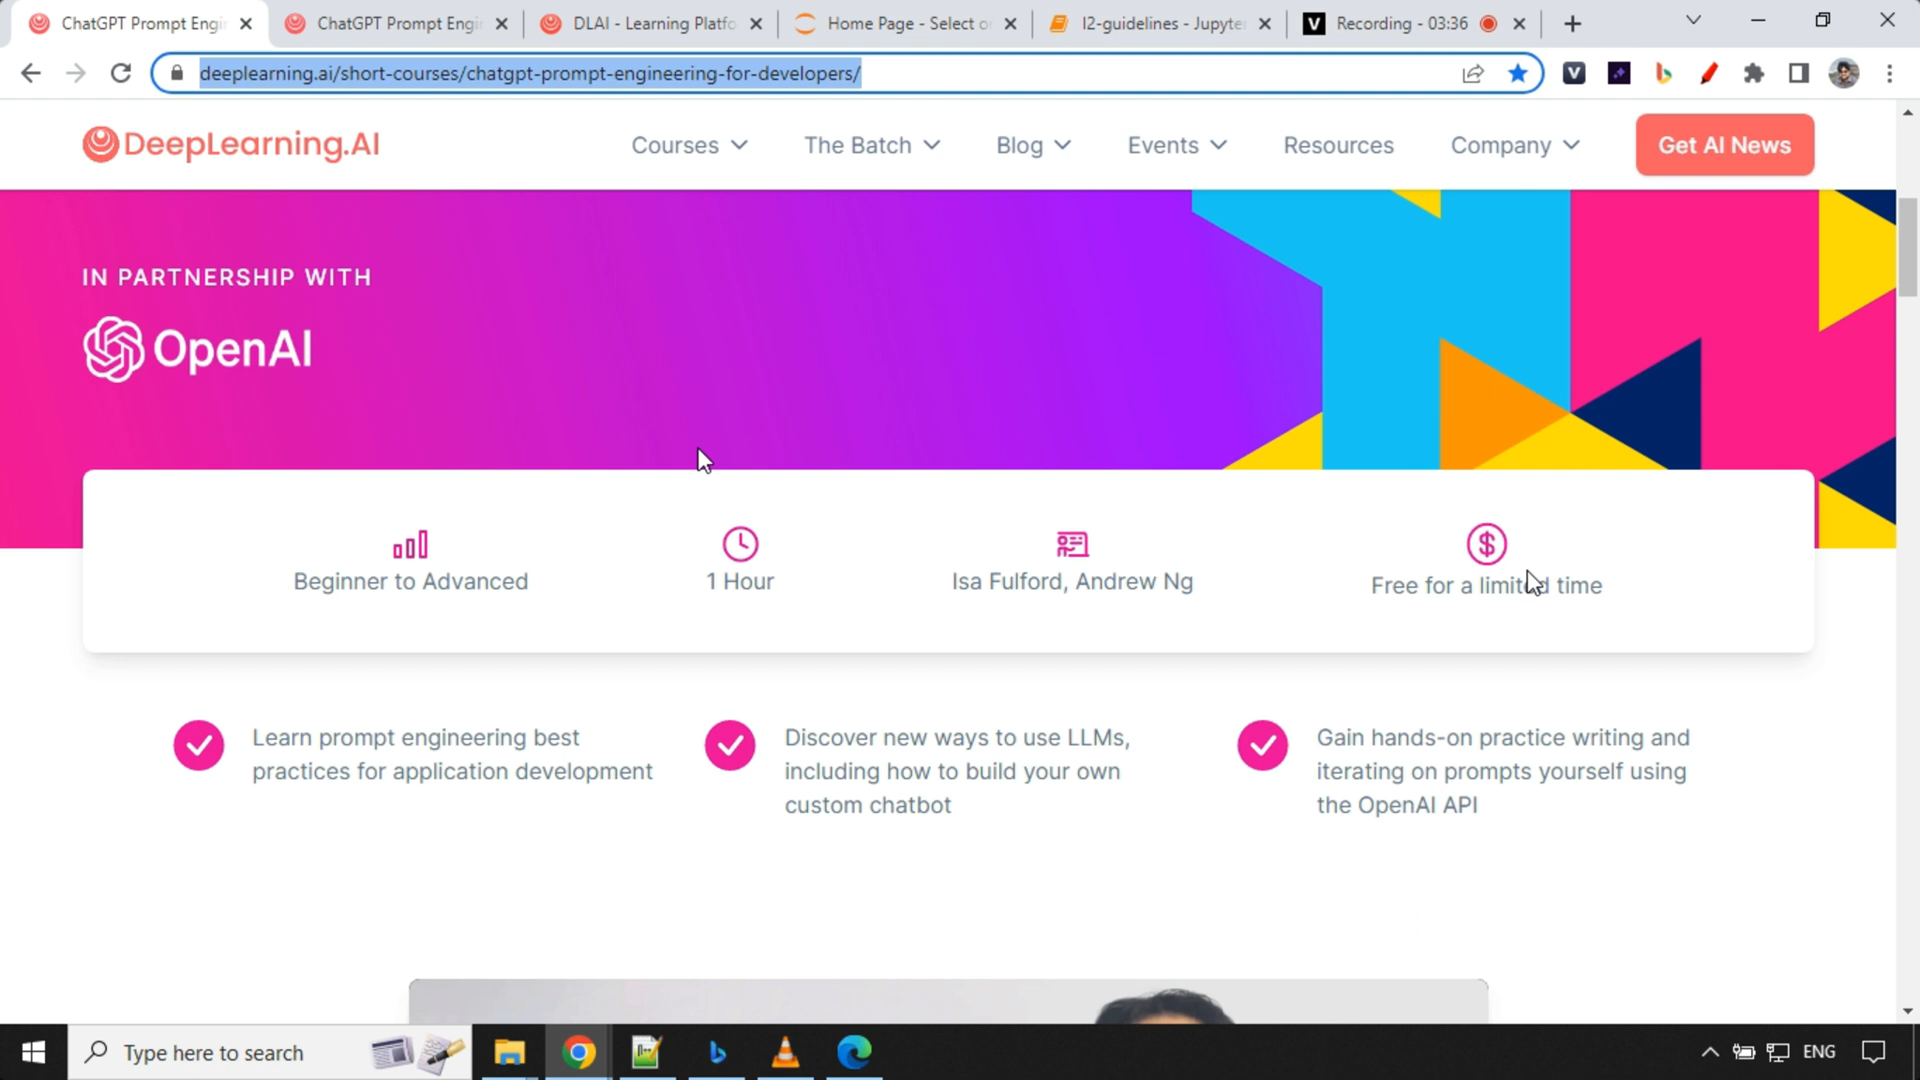 ChatGPT Prompt Engi
ChatGPT Prompt Engi
DLAI - Learning Platfo
Home Page - Select o
l2-guidelines - Jupyte
V
Recording - 03:36
deeplearning.ai/short-courses/chatgpt-prompt-engineering-for-developers/
DeepLearning.AI
Courses
The Batch
Blog
Events
Resources
Company
Get AI News
IN PARTNERSHIP WITH
OpenAI
Beginner to Advanced
1 Hour
Isa Fulford, Andrew Ng
$
Free for a limited time
Learn prompt engineering best
practices for application development
Discover new ways to use LLMs,
including how to build your own
custom chatbot
Gain hands-on practice writing and
iterating on prompts yourself using
the OpenAI API
Type here to search
ENG